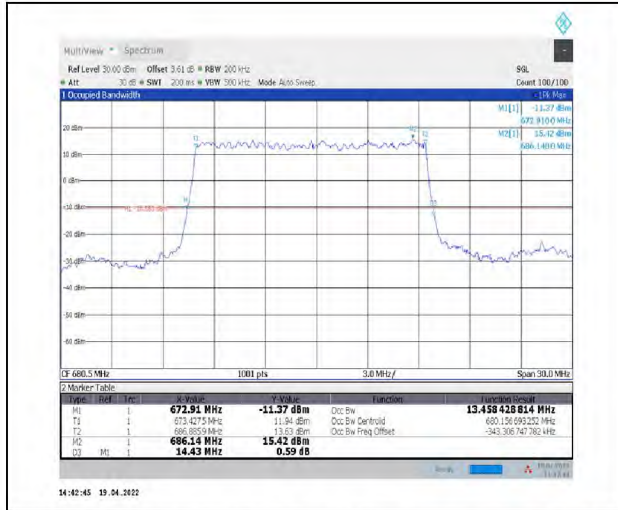 MultiView Spectrum
Ref Level 30.00 dBm Offset 3.61 dB RBW 200 kHz SGL
Att 30 dB SWT 200 ms VBW 500 kHz Mode Auto Sweep Count 100/100
1 Occupied Bandwidth 1Pk Max
M1[1] -11.37 dBm
672.9100 MHz
M2[1] 15.42 dBm
686.1400 MHz
20 dBm
10 dBm
0 dBm
-10 dBm
-20 dBm
-30 dBm
-40 dBm
-50 dBm
-60 dBm
CF 680.5 MHz 1001 pts 3.0 MHz/ Span 30.0 MHz
2 Marker Table
Type Ref Trc X-Value Y-Value Function Function Result
M1 1 672.91 MHz -11.37 dBm Occ Bw 13.458 428 814 MHz
T1 1 673.4275 MHz 11.94 dBm Occ Bw Centroid 680.156 693 252 MHz
T2 1 686.8859 MHz 13.63 dBm Occ Bw Freq Offset -343.306 747 782 kHz
M2 1 686.14 MHz 15.42 dBm
D3 M1 1 14.43 MHz 0.59 dB
Ready
14:42:45 19.04.2022